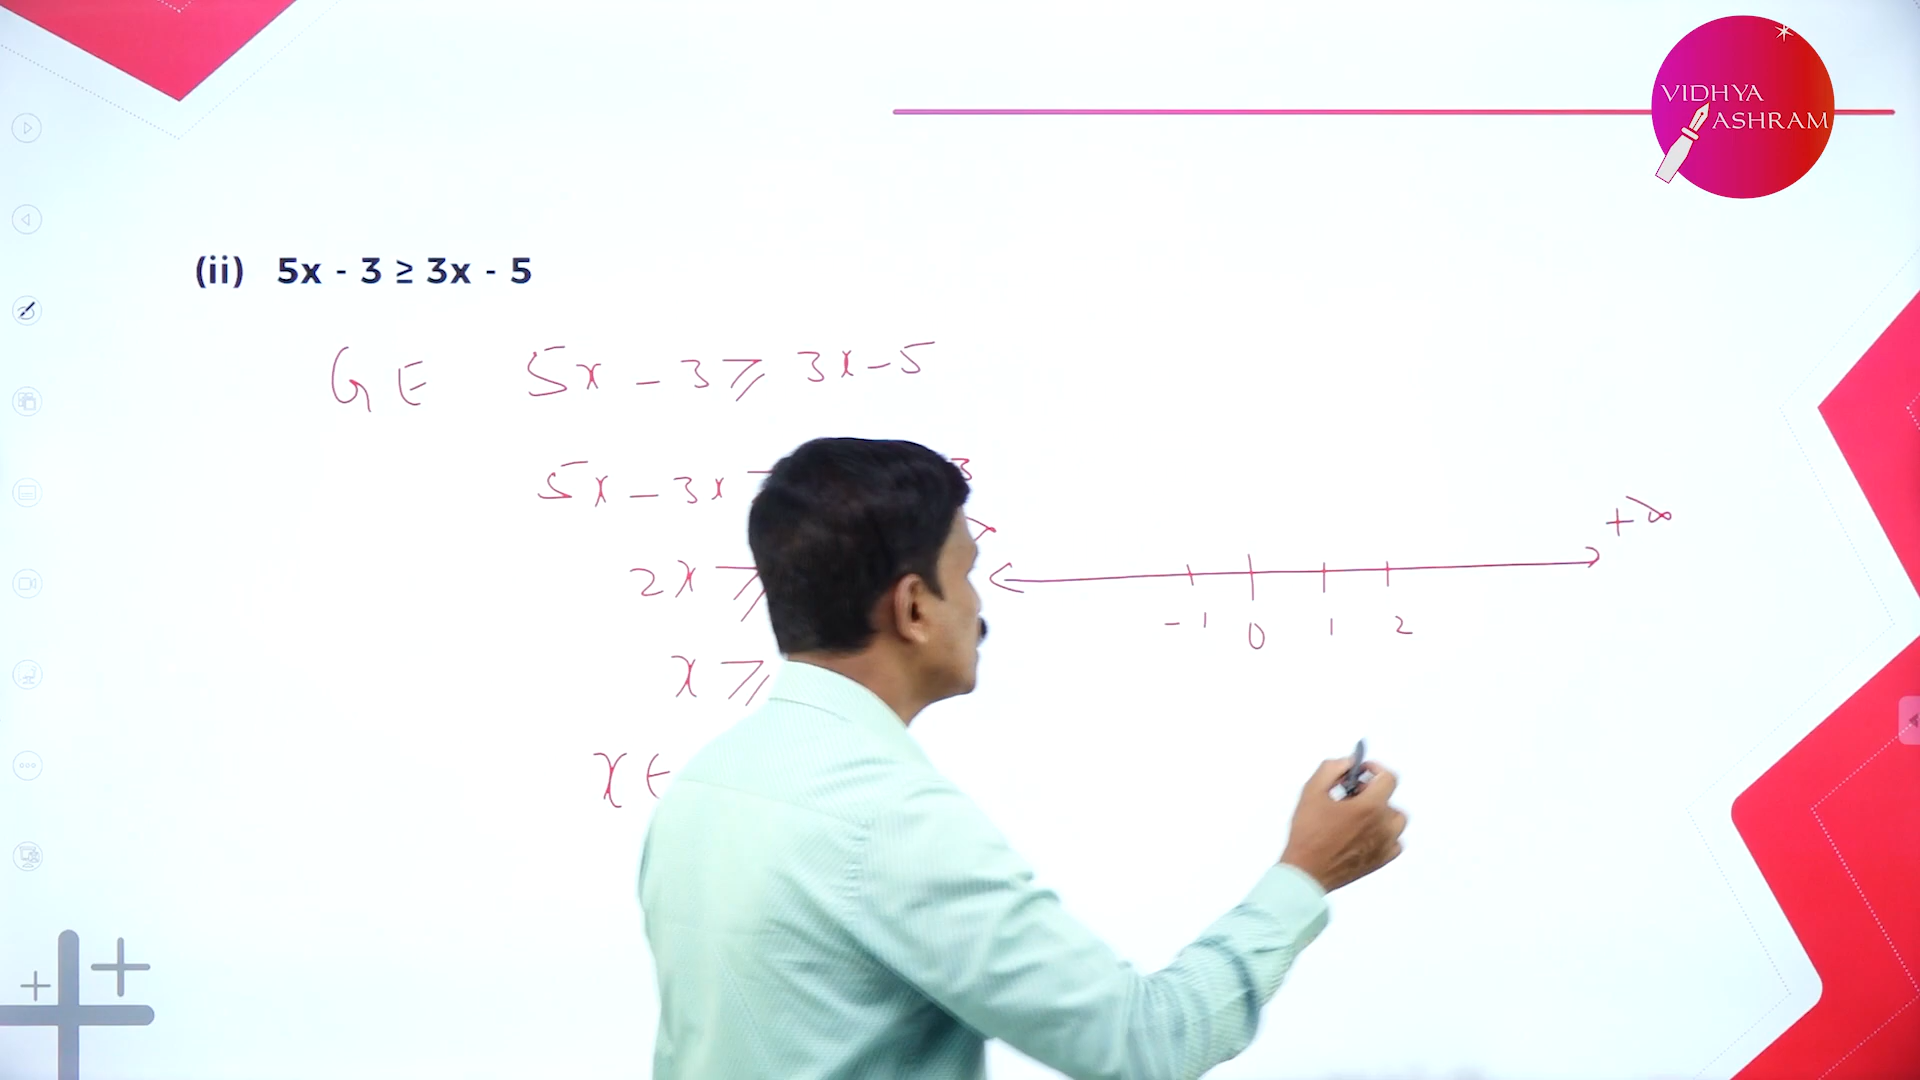 VIDHYA
ASHRAM
(ii) 5x - 3 ≥ 3x - 5
GE 5x - 3 ≥ 3x - 5
5x - 3x 3
2x ≥
x ≥
x ∈
+∞
-1 0 1 2